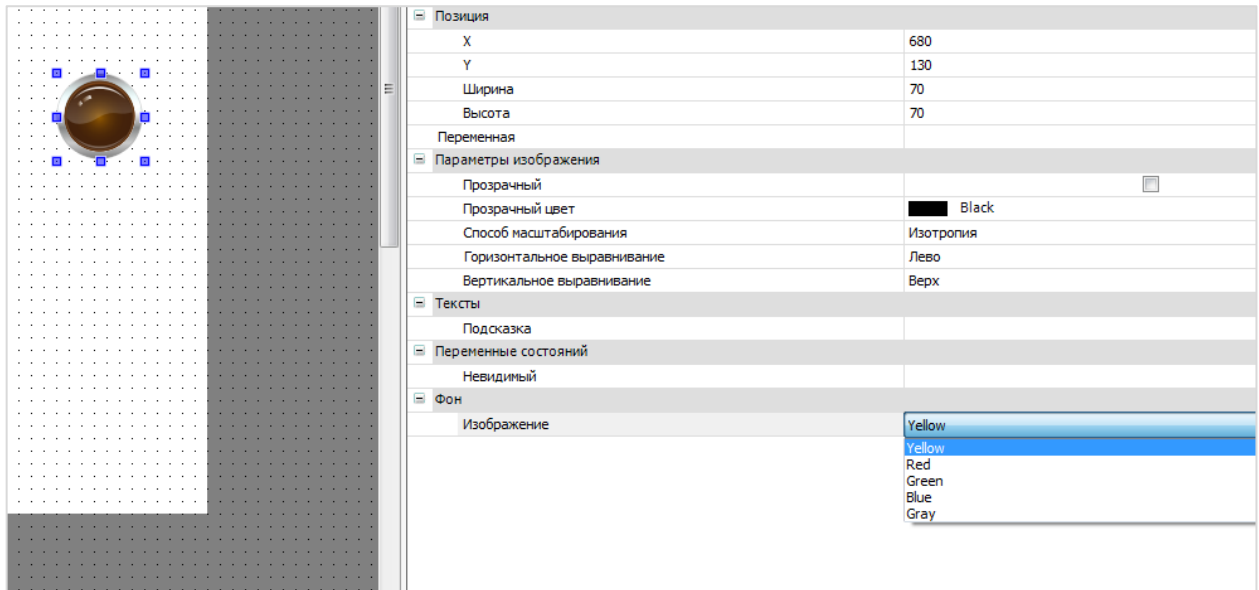 Позиция
X 680
Y 130
Ширина 70
Высота 70
Переменная
Параметры изображения
Прозрачный
Прозрачный цвет Black
Способ масштабирования Изотропия
Горизонтальное выравнивание Лево
Вертикальное выравнивание Верх
Тексты
Подсказка
Переменные состояний
Невидимый
Фон
Изображение Yellow
Yellow
Red
Green
Blue
Gray